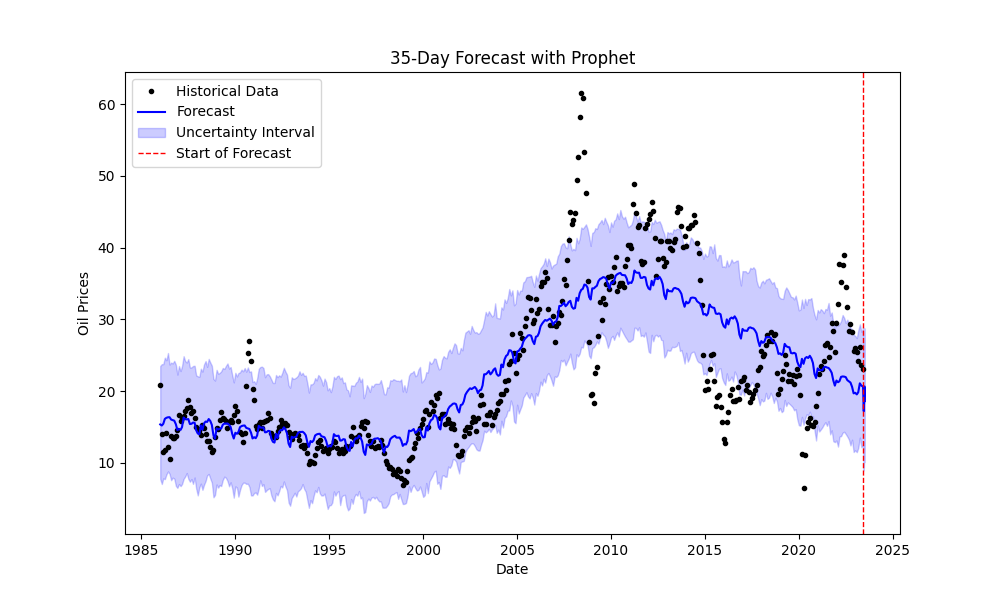 35-Day Forecast with Prophet
Historical Data
Forecast
Uncertainty Interval
Start of Forecast
60
50
40
30
20
10
Oil Prices
1985 1990 1995 2000 2005 2010 2015 2020 2025
Date